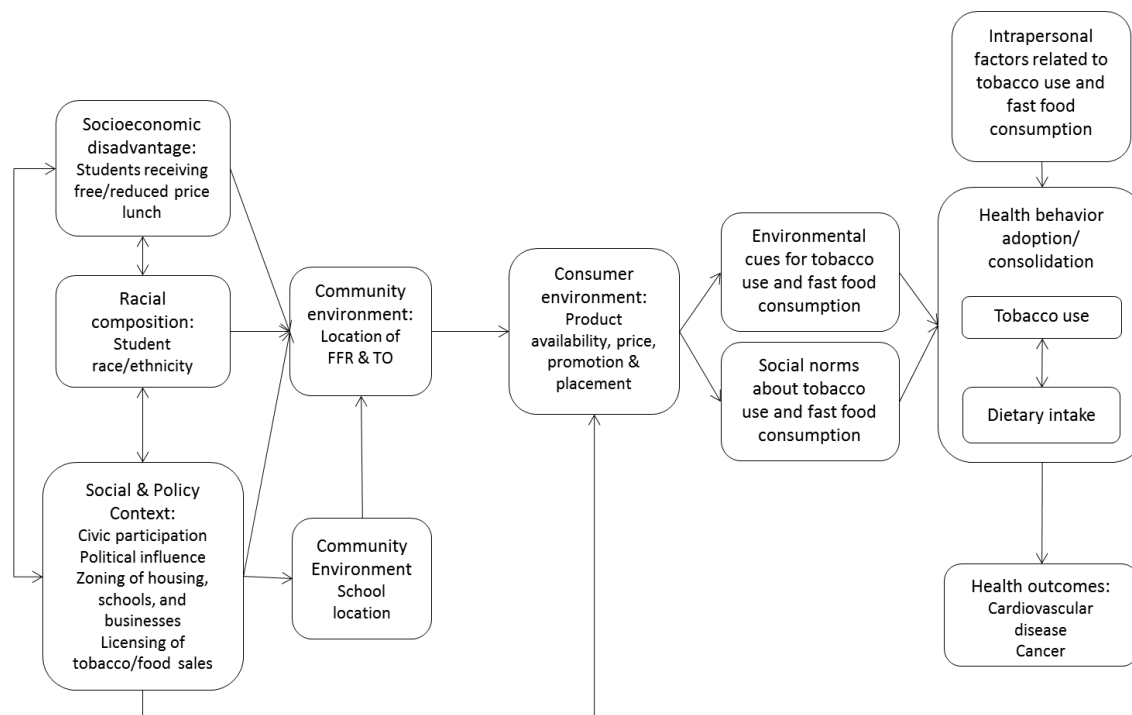 Socioeconomic
disadvantage:
Students receiving
free/reduced price
lunch
Racial
composition:
Student
race/ethnicity
Social & Policy
Context:
Civic participation
Political influence
Zoning of housing,
schools, and
businesses
Licensing of
tobacco/food sales
Community
environment:
Location of
FFR & TO
Community
Environment
School
location
Consumer
environment:
Product
availability, price,
promotion &
placement
Environmental
cues for tobacco
use and fast food
consumption
Social norms
about tobacco
use and fast food
consumption
Intrapersonal
factors related to
tobacco use and
fast food
consumption
Health behavior
adoption/
consolidation
Tobacco use
Dietary intake
Health outcomes:
Cardiovascular
disease
Cancer